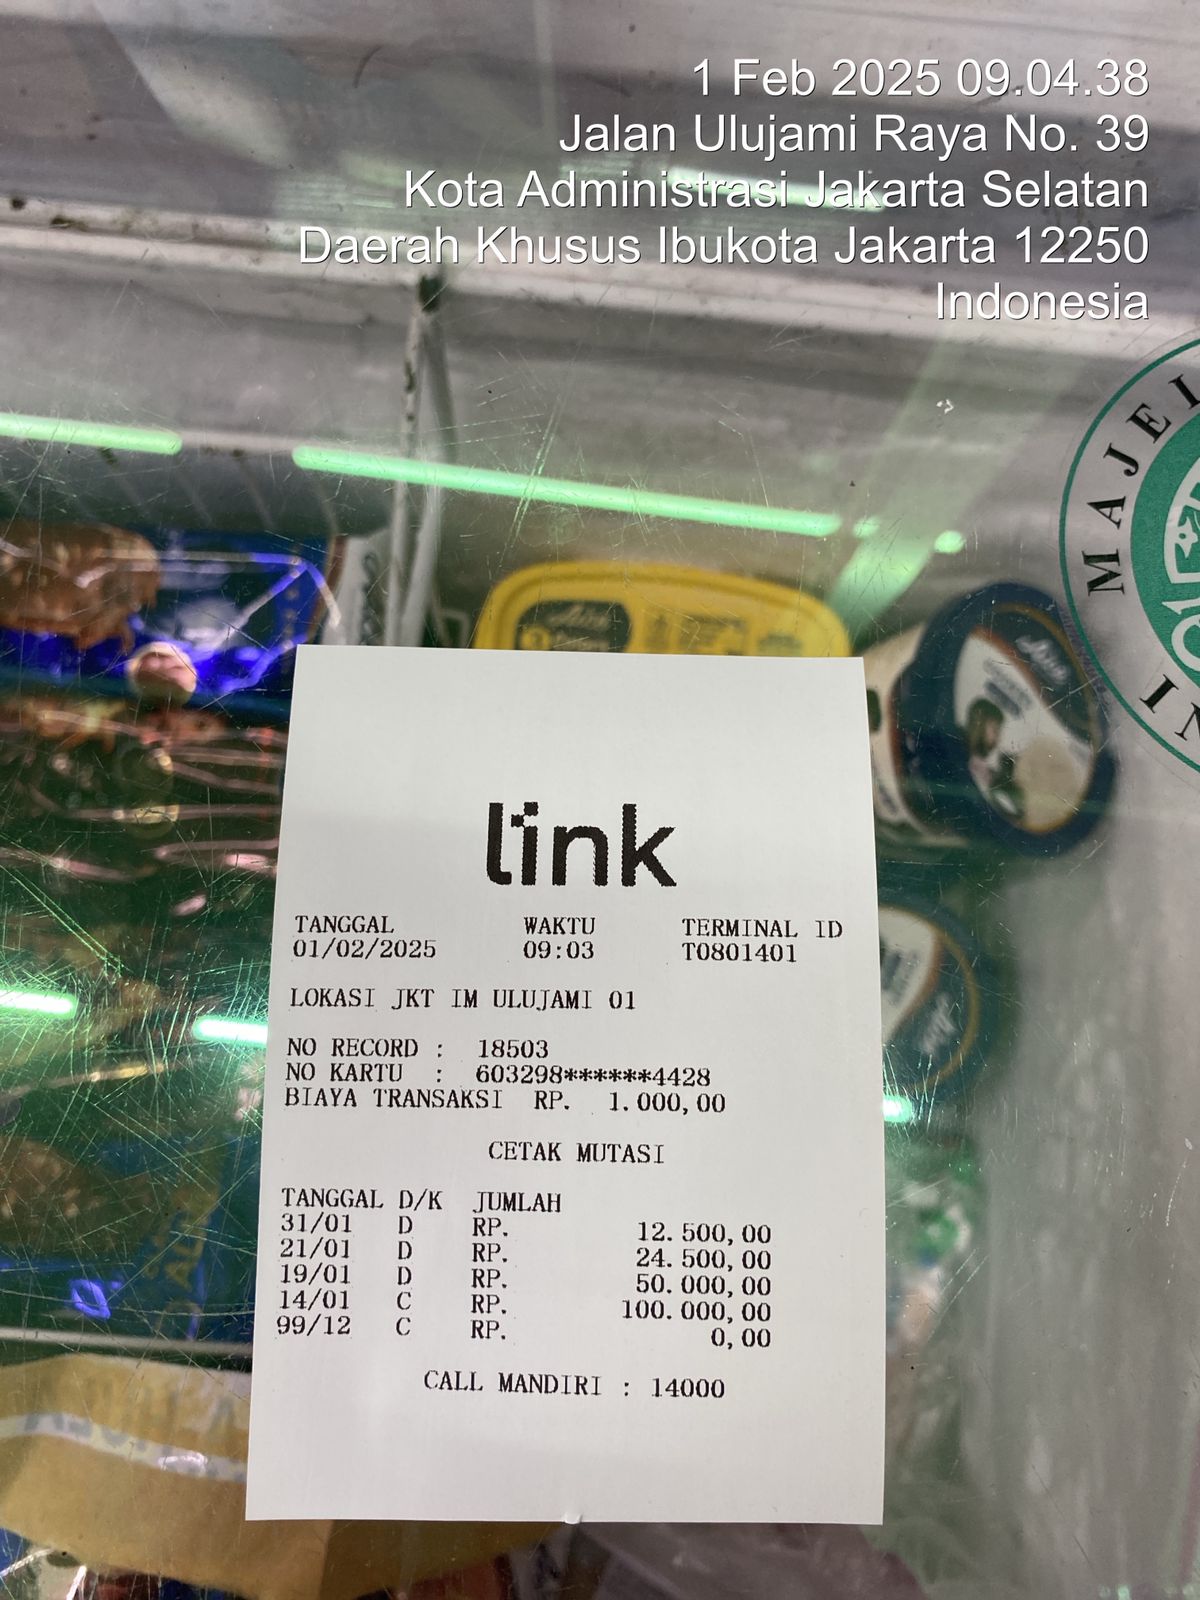 1 Feb 2025 09.04.38
Jalan Ulujami Raya No. 39
Kota Administrasi Jakarta Selatan
Daerah Khusus Ibukota Jakarta 12250
Indonesia
link
TANGGAL WAKTU TERMINAL ID
01/02/2025 09:03 T0801401
LOKASI JKT IM ULUJAMI 01
NO RECORD : 18503
NO KARTU : 603298******4428
BIAYA TRANSAKSI RP. 1.000,00
CETAK MUTASI
TANGGAL D/K JUMLAH
31/01 D RP. 12.500,00
21/01 D RP. 24.500,00
19/01 D RP. 50.000,00
14/01 C RP. 100.000,00
99/12 C RP. 0,00
CALL MANDIRI : 14000